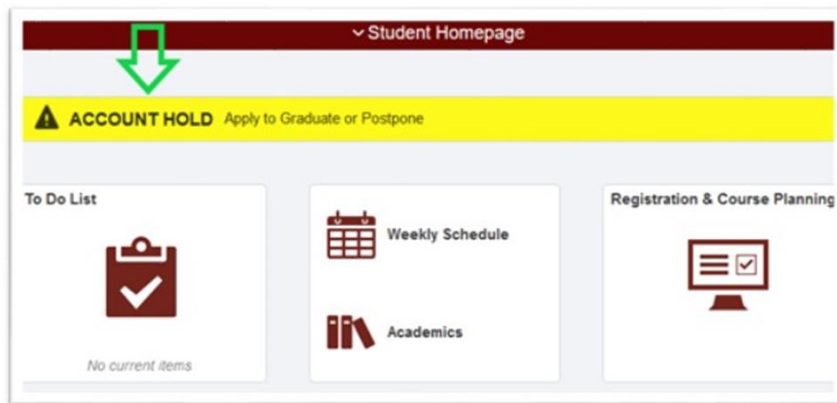 Student Homepage
ACCOUNT HOLD Apply to Graduate or Postpone
To Do List
No current items
Weekly Schedule
Academics
Registration & Course Planning